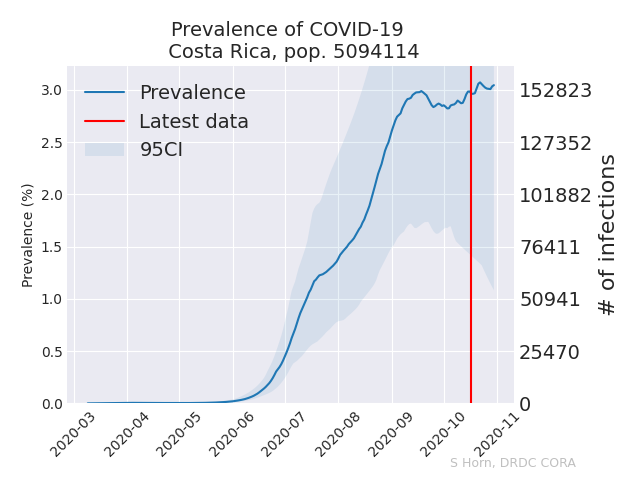 Prevalence of COVID-19
Costa Rica, pop. 5094114
Prevalence
Latest data
95CI
Prevalence (%)
3.0
2.5
2.0
1.5
1.0
0.5
0.0
152823
127352
101882
76411
50941
25470
0
# of infections
2020-03
2020-04
2020-05
2020-06
2020-07
2020-08
2020-09
2020-10
2020-11
S Horn, DRDC CORA